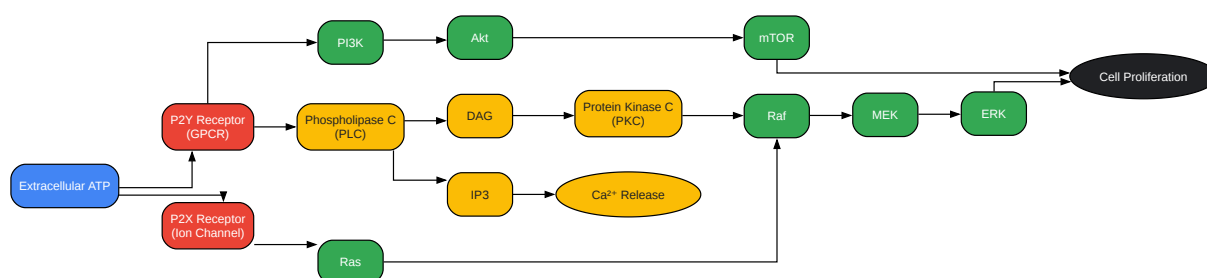 PI3K
Akt
mTOR
Cell Proliferation
P2Y Receptor
(GPCR)
Phospholipase C
(PLC)
DAG
Protein Kinase C
(PKC)
Raf
MEK
ERK
Extracellular ATP
IP3
Ca²⁺ Release
P2X Receptor
(Ion Channel)
Ras